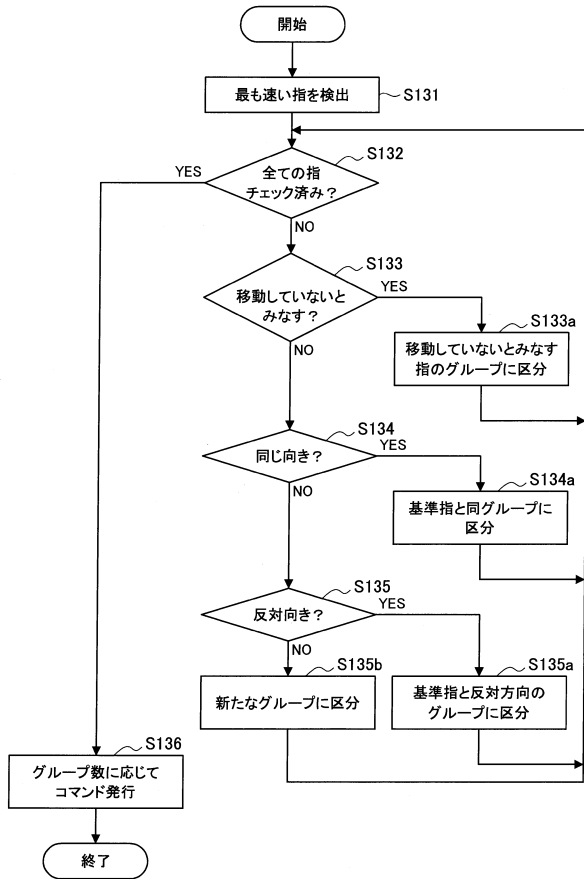 開始
最も速い指を検出
S131
S132
YES
全ての指
チェック済み？
NO
S133
YES
移動していないと
みなす？
NO
S133a
移動していないとみなす
指のグループに区分
S134
YES
同じ向き？
NO
S134a
基準指と同グループに
区分
S135
YES
反対向き？
NO
S135b
新たなグループに区分
S135a
基準指と反対方向の
グループに区分
S136
グループ数に応じて
コマンド発行
終了